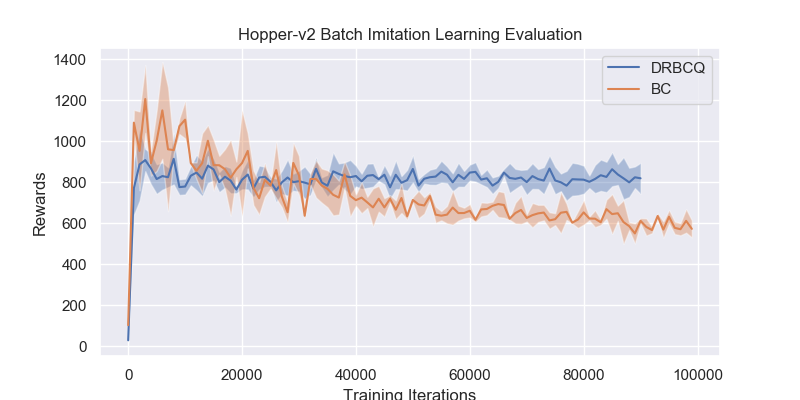 Hopper-v2 Batch Imitation Learning Evaluation
DRBCQ
BC
1400
1200
1000
800
600
400
200
0
Rewards
0 20000 40000 60000 80000 100000
Training Iterations